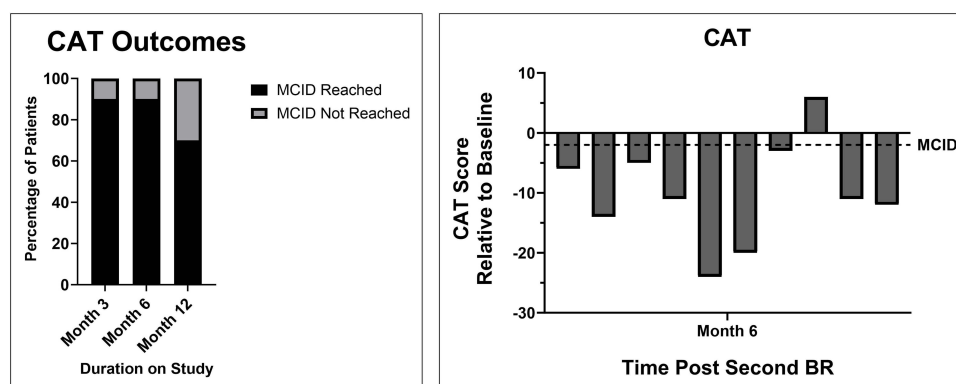 CAT Outcomes
Percentage of Patients
100
80
60
40
20
0
Month 3
Month 6
Month 12
Duration on Study
MCID Reached
MCID Not Reached
CAT
CAT Score
Relative to Baseline
10
0
-10
-20
-30
MCID
Month 6
Time Post Second BR